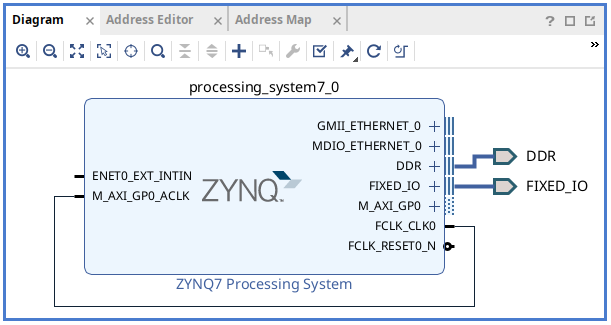 Diagram × Address Editor × Address Map × ?
»
processing_system7_0
GMII_ETHERNET_0
MDIO_ETHERNET_0
DDR
DDR
ENET0_EXT_INTIN
FIXED_IO
FIXED_IO
M_AXI_GP0_ACLK
ZYNQ
M_AXI_GP0
FCLK_CLK0
FCLK_RESET0_N
ZYNQ7 Processing System